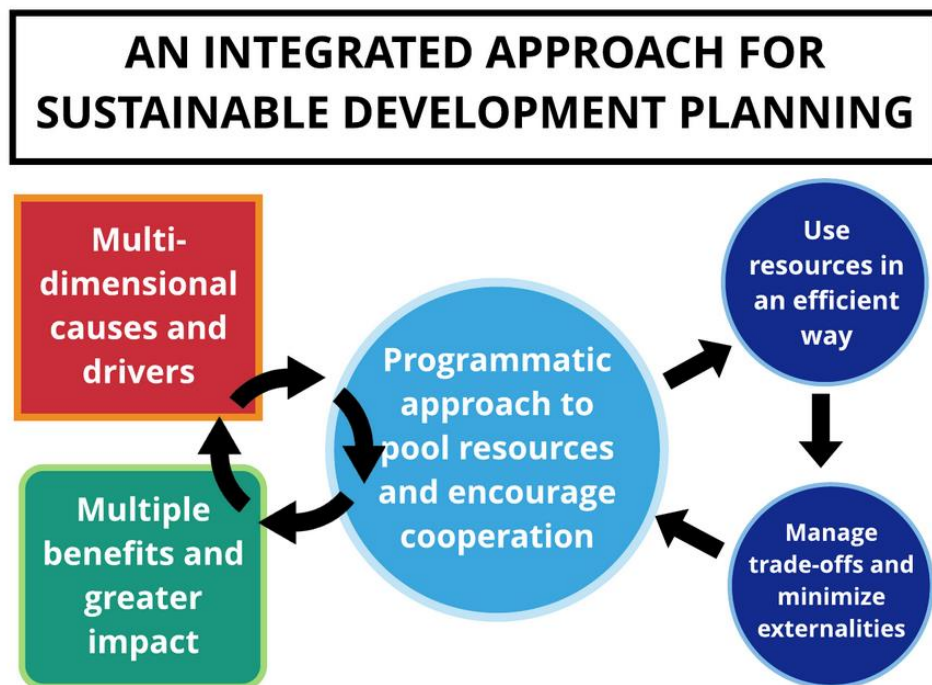 AN INTEGRATED APPROACH FOR
SUSTAINABLE DEVELOPMENT PLANNING
Multi-
dimensional
causes and
drivers
Multiple
benefits and
greater
impact
Programmatic
approach to
pool resources
and encourage
cooperation
Use
resources in
an efficient
way
Manage
trade-offs and
minimize
externalities